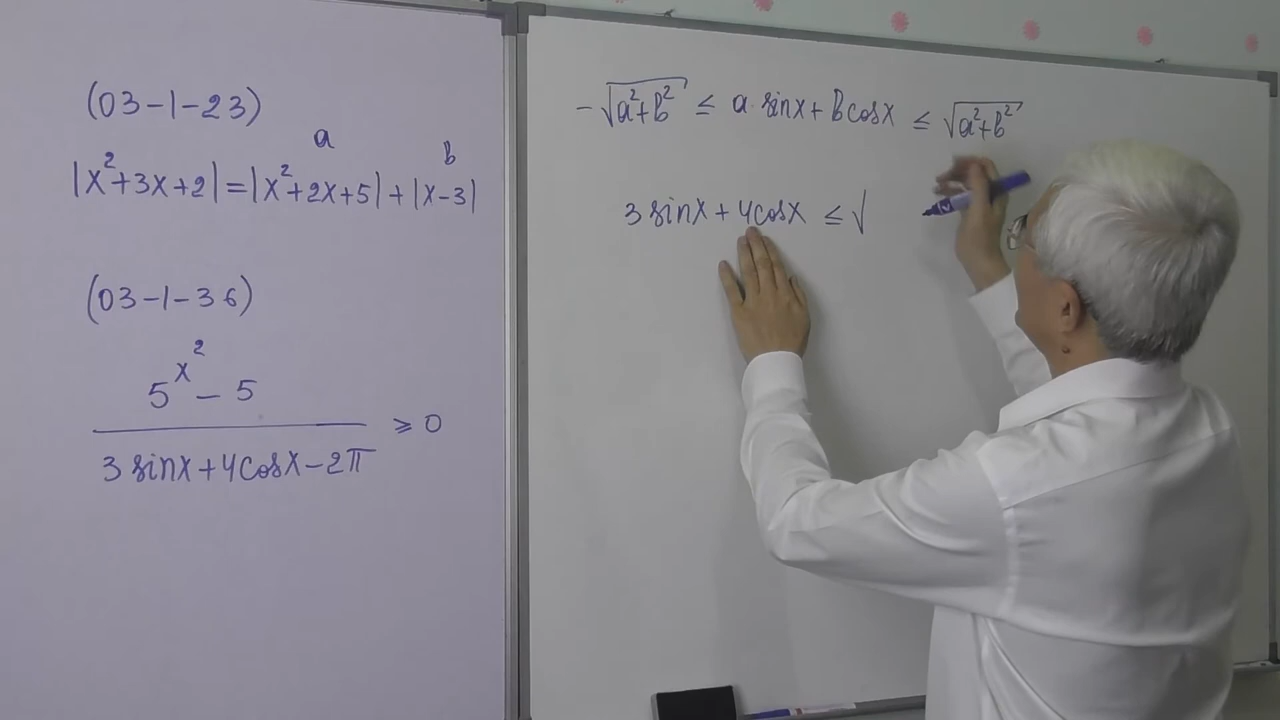 (03-1-23)
a
b
|x²+3x+2|=|x²+2x+5|+|x-3|
(03-1-36)
5^x²-5
3 sinx+4cosx-2π
⩾0
-√a²+b² ≤ a·sinx+bcosx ≤ √a²+b²
3 sinx+4cosx ≤√